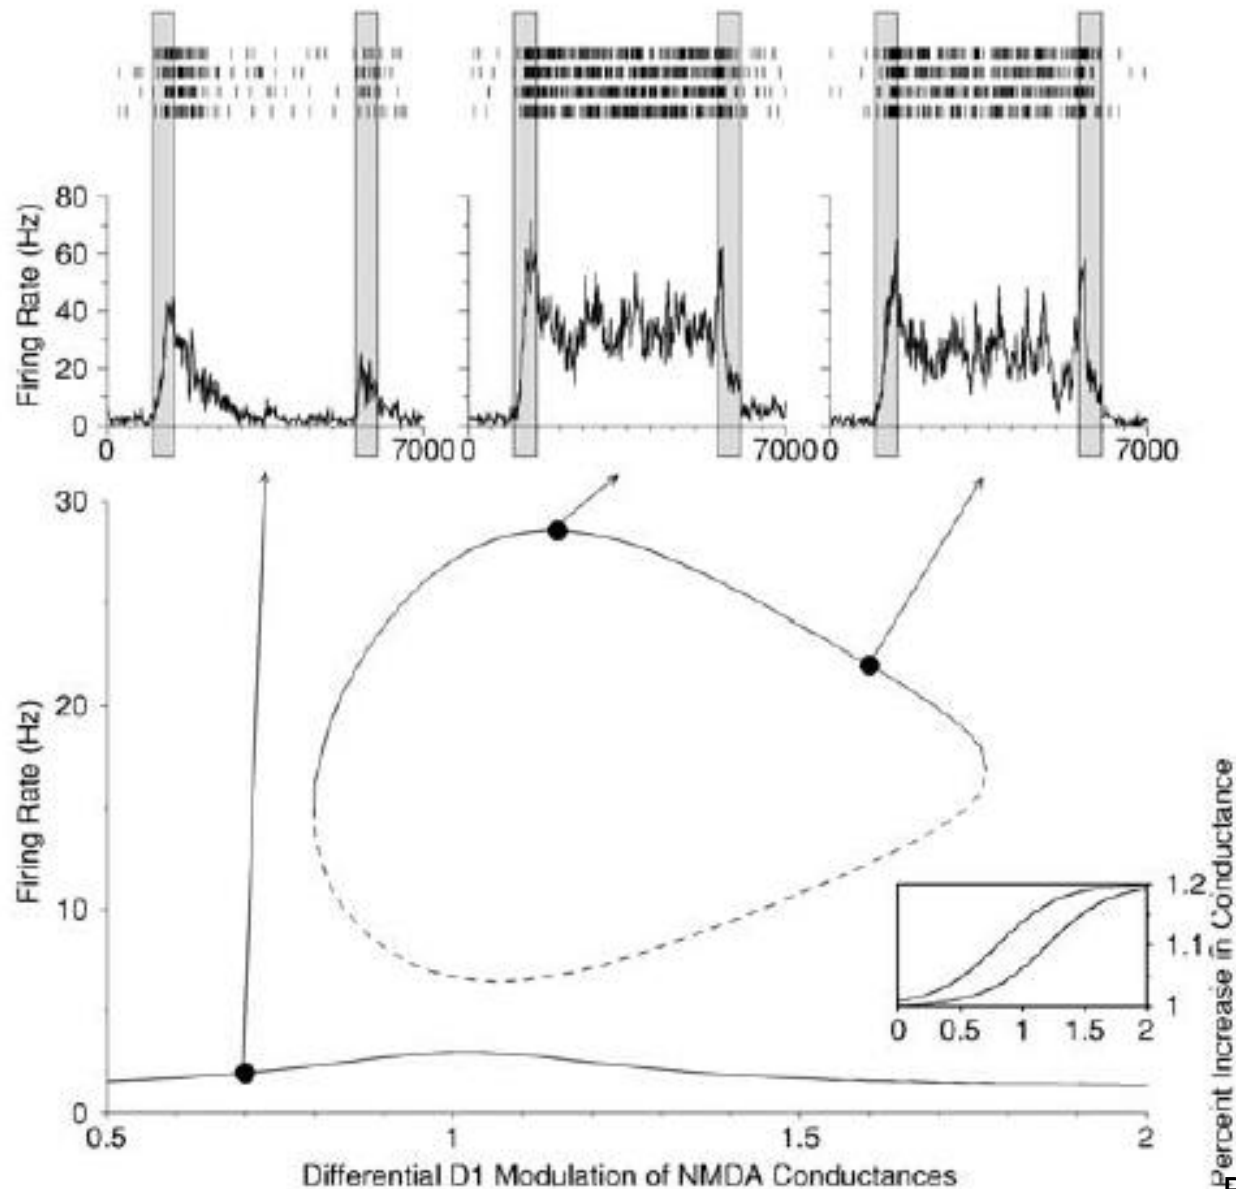 80
60
40
20
0
Firing Rate (Hz)
0 7000 0 7000 0 7000
30
20
10
0
Firing Rate (Hz)
0.5 1 1.5 2
Differential D1 Modulation of NMDA Conductances
1.2
1.1
1
0 0.5 1 1.5 2
Percent Increase in Conductance